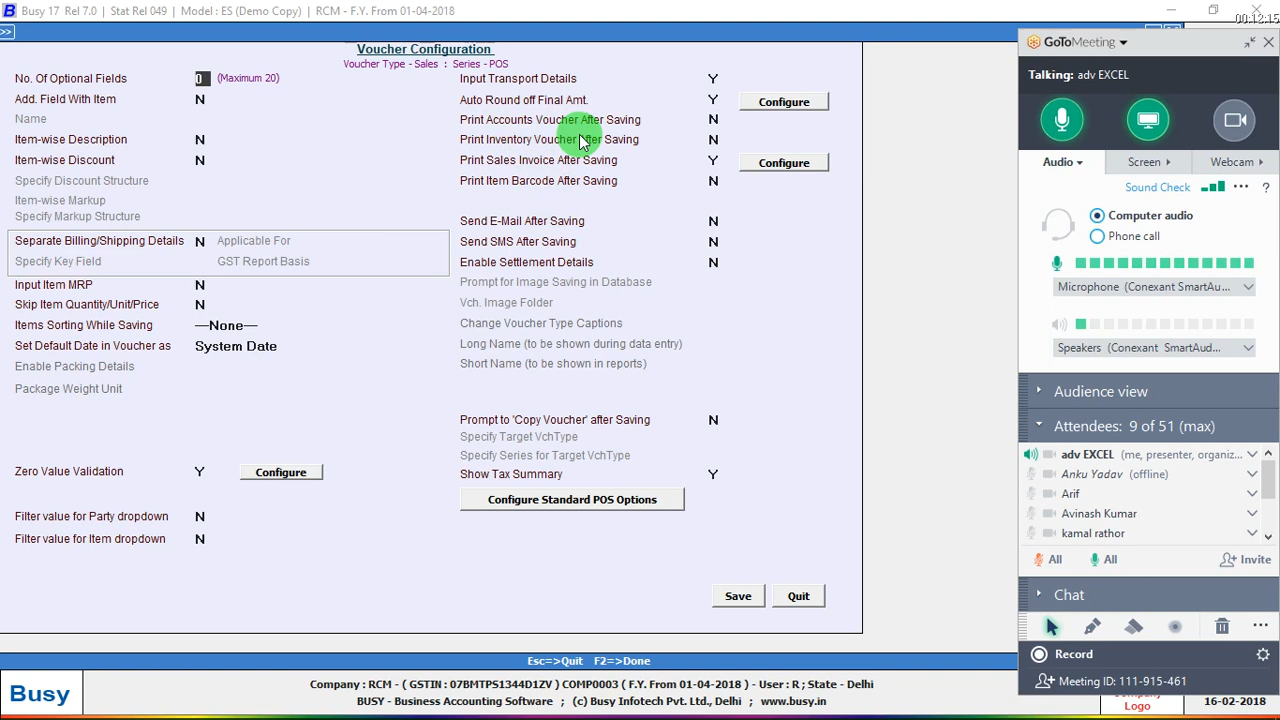 Busy 17 Rel 7.0 | Stat Rel 049 | Model : ES (Demo Copy) | RCM - F.Y. From 01-04-2018
00:12:15
>>
Voucher Configuration
Voucher Type - Sales : Series - POS
No. Of Optional Fields 0 (Maximum 20)
Add. Field With Item N
Name
Item-wise Description N
Item-wise Discount N
Specify Discount Structure
Item-wise Markup
Specify Markup Structure
Separate Billing/Shipping Details N Applicable For
Specify Key Field GST Report Basis
Input Item MRP N
Skip Item Quantity/Unit/Price N
Items Sorting While Saving —None—
Set Default Date in Voucher as System Date
Enable Packing Details
Package Weight Unit
Zero Value Validation Y Configure
Filter value for Party dropdown N
Filter value for Item dropdown N
Input Transport Details Y
Auto Round off Final Amt. Y Configure
Print Accounts Voucher After Saving N
Print Inventory Voucher After Saving N
Print Sales Invoice After Saving Y Configure
Print Item Barcode After Saving N
Send E-Mail After Saving N
Send SMS After Saving N
Enable Settlement Details N
Prompt for Image Saving in Database
Vch. Image Folder
Change Voucher Type Captions
Long Name (to be shown during data entry)
Short Name (to be shown in reports)
Prompt to 'Copy Voucher' after Saving N
Specify Target VchType
Specify Series for Target VchType
Show Tax Summary Y
Configure Standard POS Options
Save Quit
Esc=>Quit F2=>Done
Busy
Company : RCM - ( GSTIN : 07BMTPS1344D1ZV ) COMP0003 ( F.Y. From 01-04-2018 ) - User : R ; State - Delhi
BUSY - Business Accounting Software ; (c) Busy Infotech Pvt. Ltd., Delhi ; www.busy.in
Logo
16-02-2018
GoToMeeting
Talking: adv EXCEL
Audio Screen Webcam
Sound Check ... ?
Computer audio
Phone call
Microphone (Conexant SmartAu...
Speakers (Conexant SmartAud...
Audience view
Attendees: 9 of 51 (max)
adv EXCEL (me, presenter, organiz...
Anku Yadav (offline)
Arif
Avinash Kumar
kamal rathor
All All Invite
Chat
Record
Meeting ID: 111-915-461